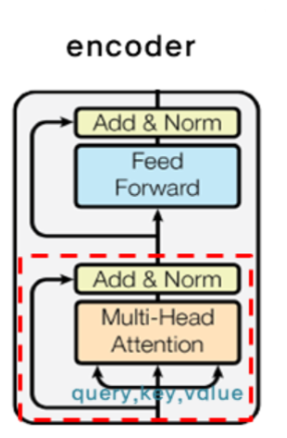 encoder
Add & Norm
Feed
Forward
Add & Norm
Multi-Head
Attention
query,key,value